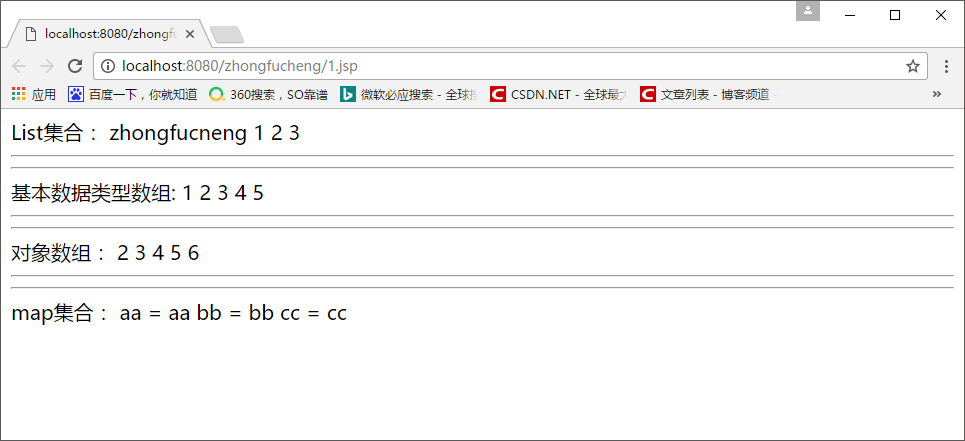 localhost:8080/zhongfu
localhost:8080/zhongfucheng/1.jsp
应用 百度一下，你就知道 360搜索，SO靠谱 微软必应搜索 - 全球搜 CSDN.NET - 全球最大 文章列表 - 博客频道 - »
List集合： zhongfucneng 1 2 3
基本数据类型数组: 1 2 3 4 5
对象数组： 2 3 4 5 6
map集合： aa = aa bb = bb cc = cc